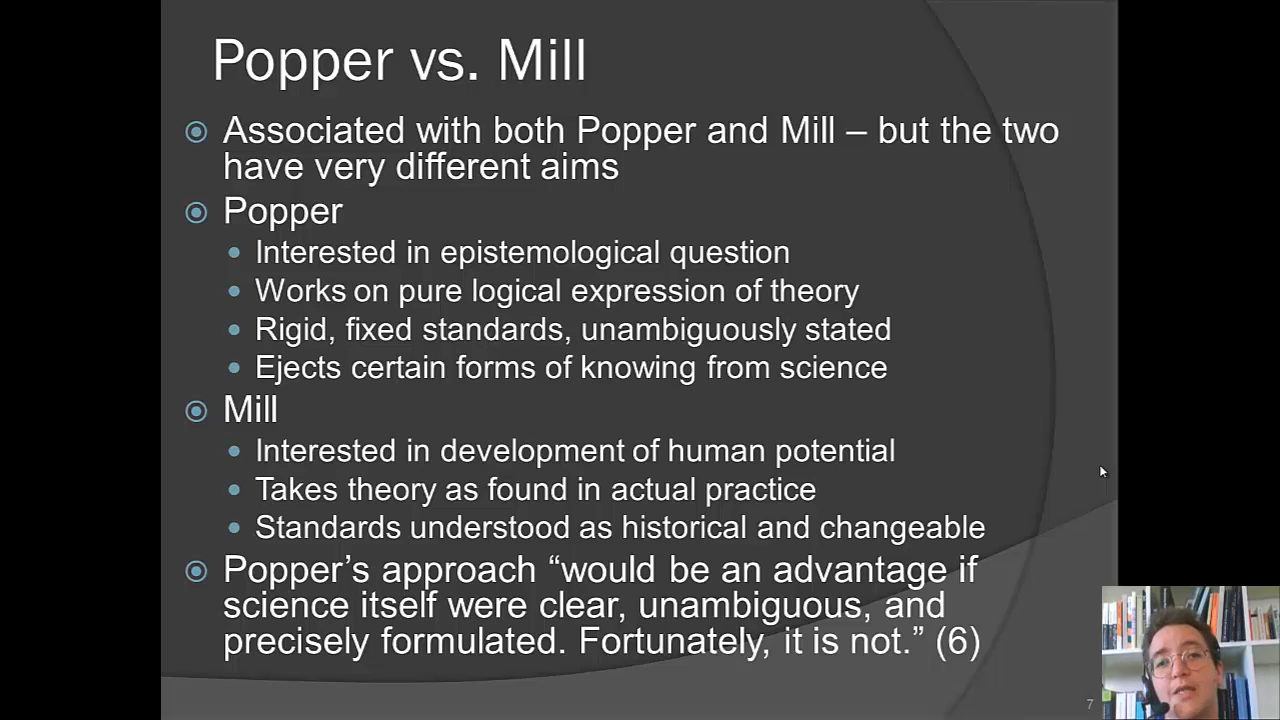 Popper vs. Mill
Associated with both Popper and Mill – but the two
have very different aims
Popper
Interested in epistemological question
Works on pure logical expression of theory
Rigid, fixed standards, unambiguously stated
Ejects certain forms of knowing from science
Mill
Interested in development of human potential
Takes theory as found in actual practice
Standards understood as historical and changeable
Popper’s approach “would be an advantage if
science itself were clear, unambiguous, and
precisely formulated. Fortunately, it is not.” (6)
7